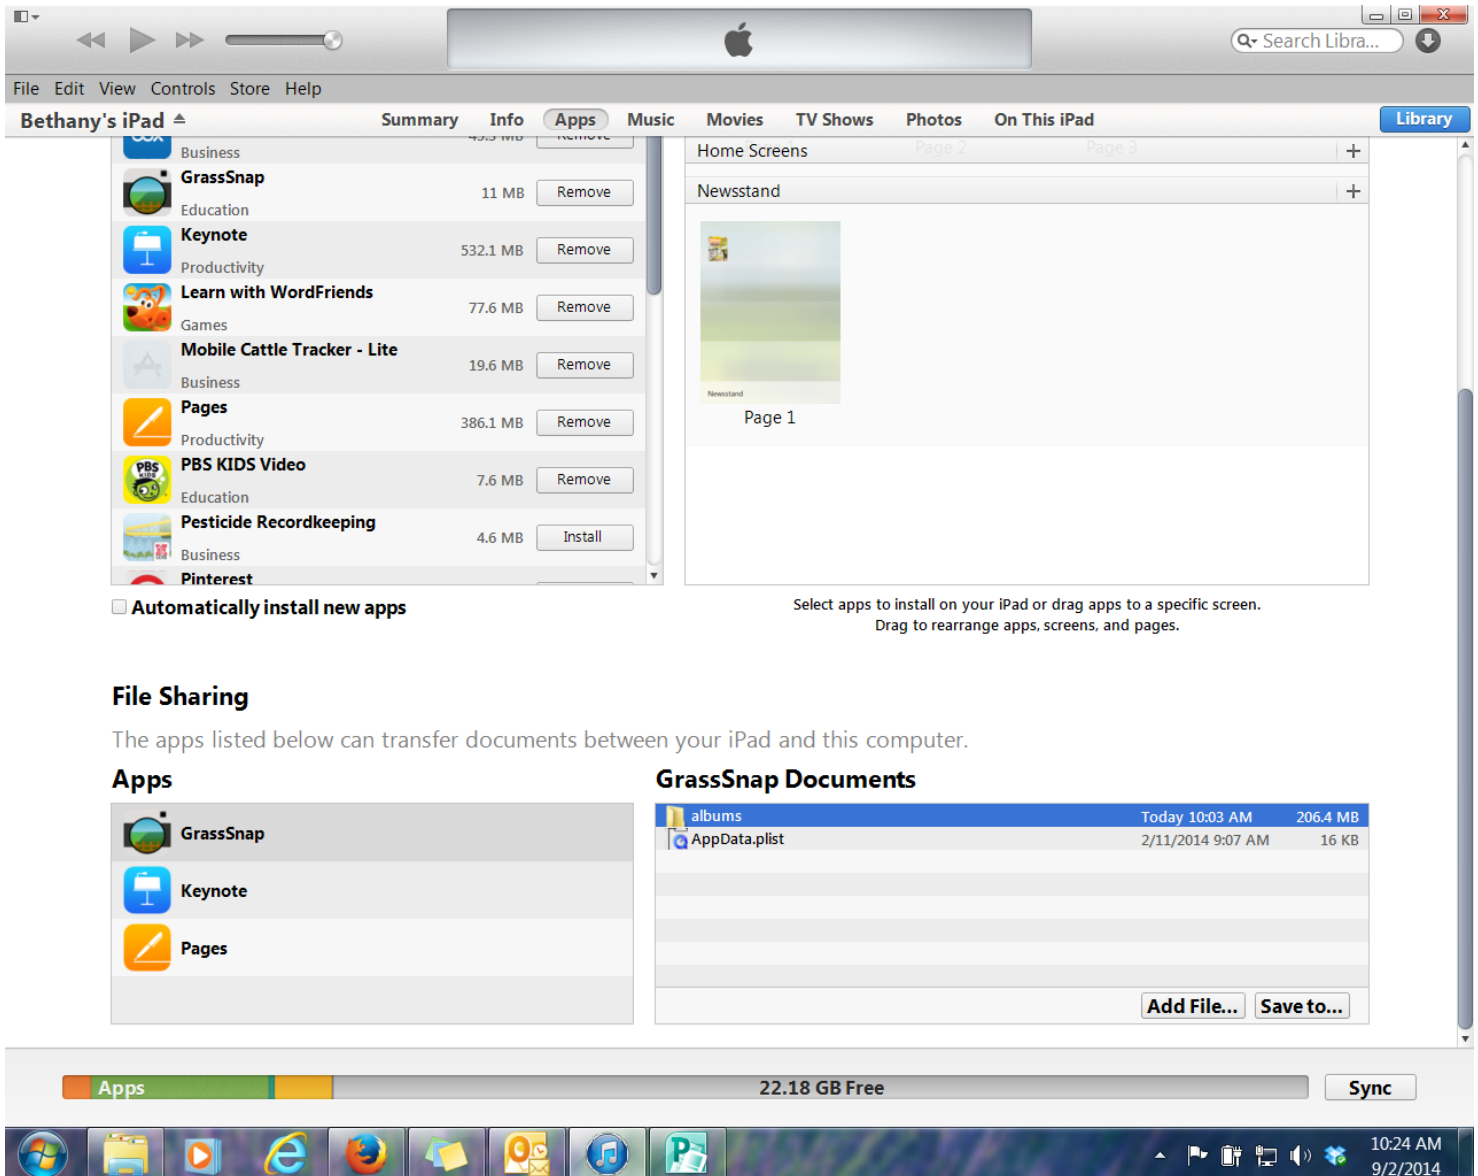 Search Libra...
File Edit View Controls Store Help
Bethany's iPad Summary Info Apps Music Movies TV Shows Photos On This iPad Library
Business
GrassSnap
Education
11 MB Remove
Keynote
Productivity
532.1 MB Remove
Learn with WordFriends
Games
77.6 MB Remove
Mobile Cattle Tracker - Lite
Business
19.6 MB Remove
Pages
Productivity
386.1 MB Remove
PBS KIDS
PBS KIDS Video
Education
7.6 MB Remove
Pesticide Recordkeeping
Business
4.6 MB Install
Pinterest
Automatically install new apps
Home Screens Page 2 Page 3
Newsstand
Newsstand
Page 1
Select apps to install on your iPad or drag apps to a specific screen.
Drag to rearrange apps, screens, and pages.
File Sharing
The apps listed below can transfer documents between your iPad and this computer.
Apps
GrassSnap
Keynote
Pages
GrassSnap Documents
albums Today 10:03 AM 206.4 MB
AppData.plist 2/11/2014 9:07 AM 16 KB
Add File... Save to...
Apps 22.18 GB Free Sync
10:24 AM
9/2/2014